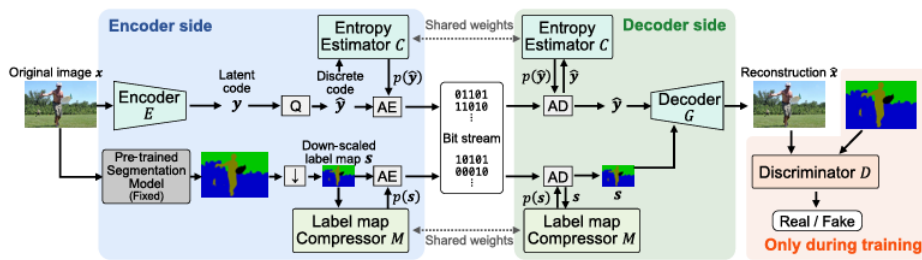 Encoder side
Shared weights
Decoder side
Entropy
Estimator C
Entropy
Estimator C
Original image x
Latent
code
Discrete
code
p(ŷ)
p(ŷ)
ŷ
Reconstruction x̂
Encoder
E
y
Q
ŷ
AE
01101
11010
⋮
Bit stream
10101
00010
⋮
AD
ŷ
Decoder
G
Pre-trained
Segmentation
Model
(Fixed)
↓
Down-scaled
label map s
AE
p(s)
AD
p(s)
s
s
Discriminator D
Label map
Compressor M
Shared weights
Label map
Compressor M
Real / Fake
Only during training